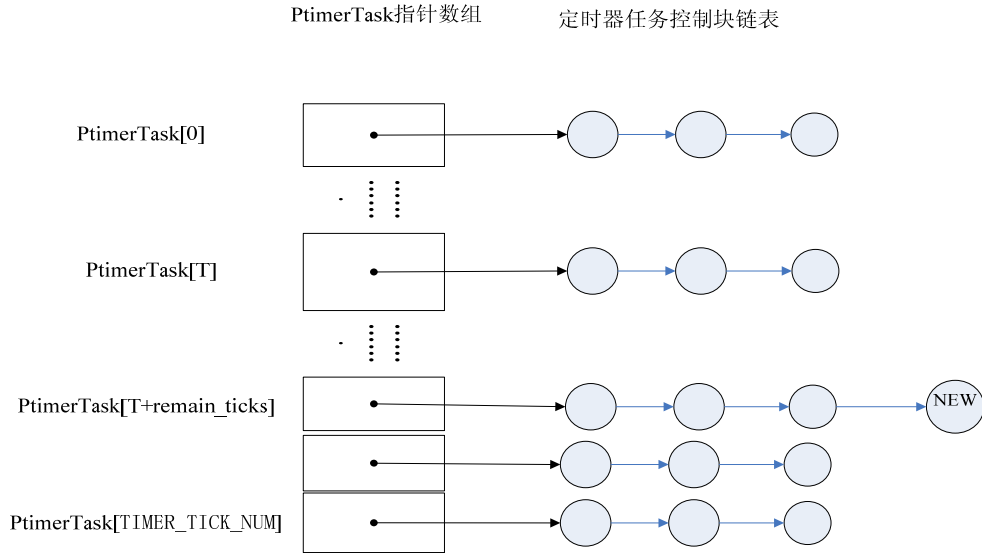 PtimerTask指针数组
定时器任务控制块链表
PtimerTask[0]
PtimerTask[T]
PtimerTask[T+remain_ticks]
NEW
PtimerTask[TIMER_TICK_NUM]